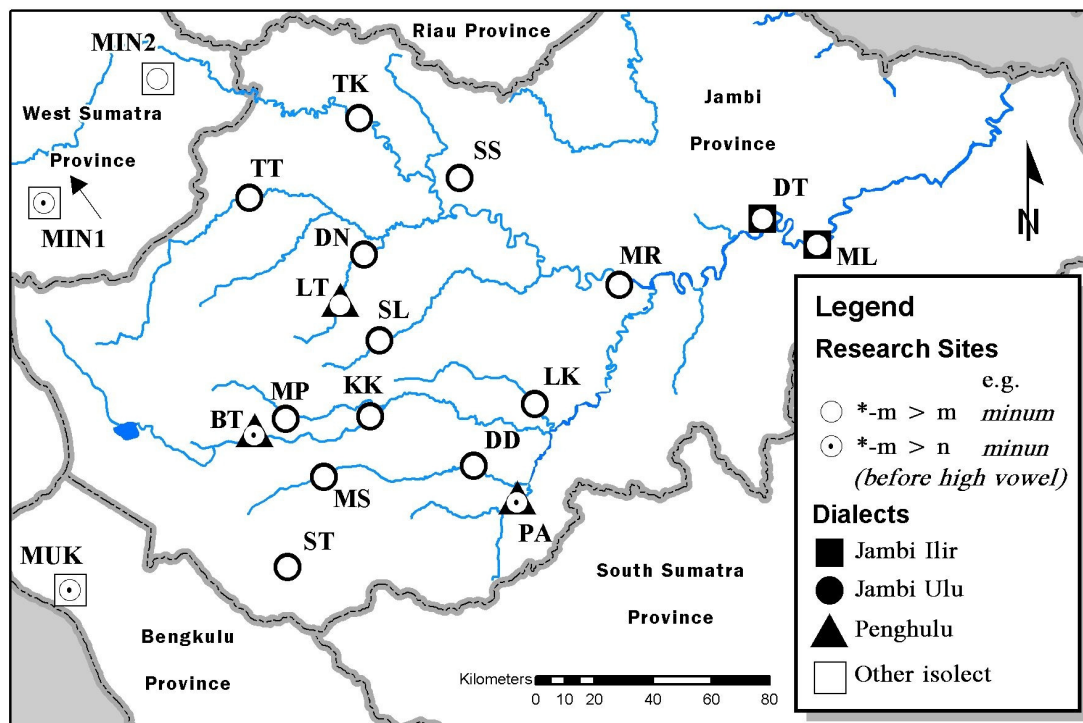 Riau Province
MIN2
West Sumatra
Province
MIN1
TK
Jambi
Province
SS
TT
DT
DN
ML
MR
N
LT
SL
Legend
Research Sites
e.g.
*-m > m minum
*-m > n minun
(before high vowel)
Dialects
Jambi Ilir
Jambi Ulu
Penghulu
Other isolect
MP
KK
LK
BT
DD
MS
PA
ST
MUK
South Sumatra
Province
Bengkulu
Province
Kilometers
0 10 20 40 60 80